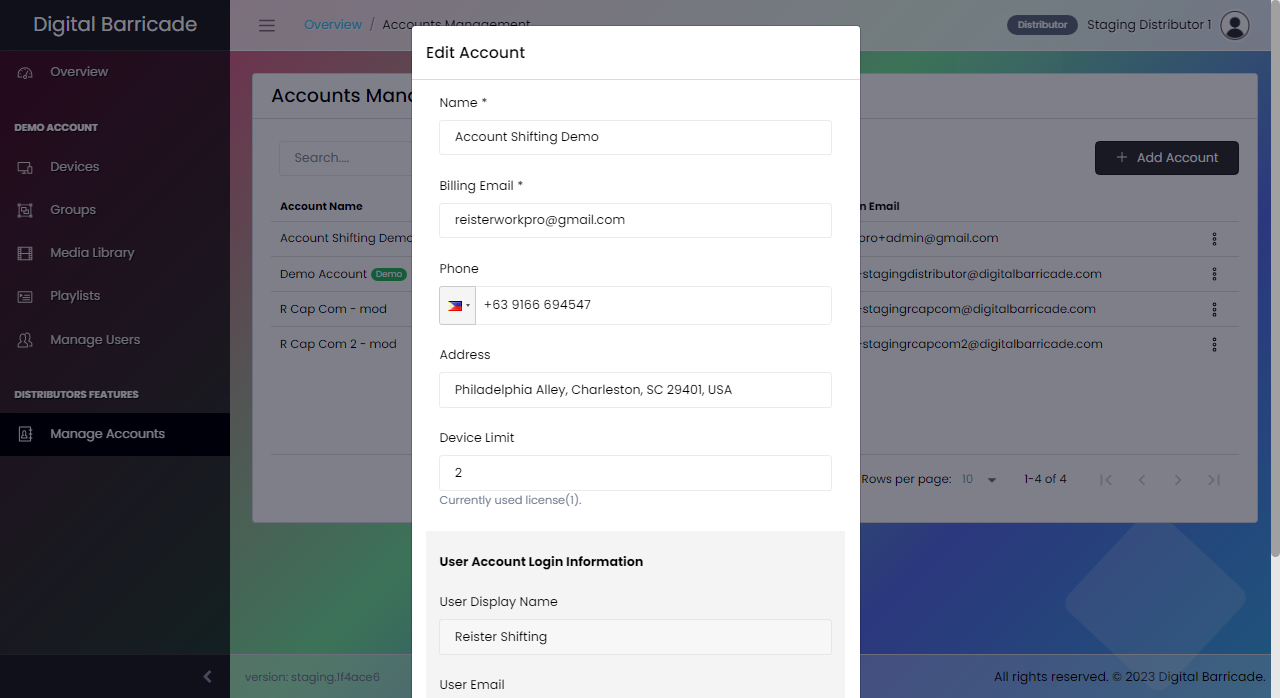 Digital Barricade
Overview
DEMO ACCOUNT
Devices
Groups
Media Library
Playlists
Manage Users
DISTRIBUTORS FEATURES
Manage Accounts
Overview / Accounts Management
Distributor Staging Distributor 1
Accounts Man
Search....
+ Add Account
Account Name
n Email
Account Shifting Demo
pro+admin@gmail.com
Demo Account Demo
-stagingdistributor@digitalbarricade.com
R Cap Com - mod
-stagingrcapcom@digitalbarricade.com
R Cap Com 2 - mod
-stagingrcapcom2@digitalbarricade.com
Rows per page: 10 1-4 of 4
Edit Account
Name *
Account Shifting Demo
Billing Email *
reisterworkpro@gmail.com
Phone
+63 9166 694547
Address
Philadelphia Alley, Charleston, SC 29401, USA
Device Limit
2
Currently used license(1).
User Account Login Information
User Display Name
Reister Shifting
User Email
version: staging.1f4ace6
All rights reserved. © 2023 Digital Barricade.